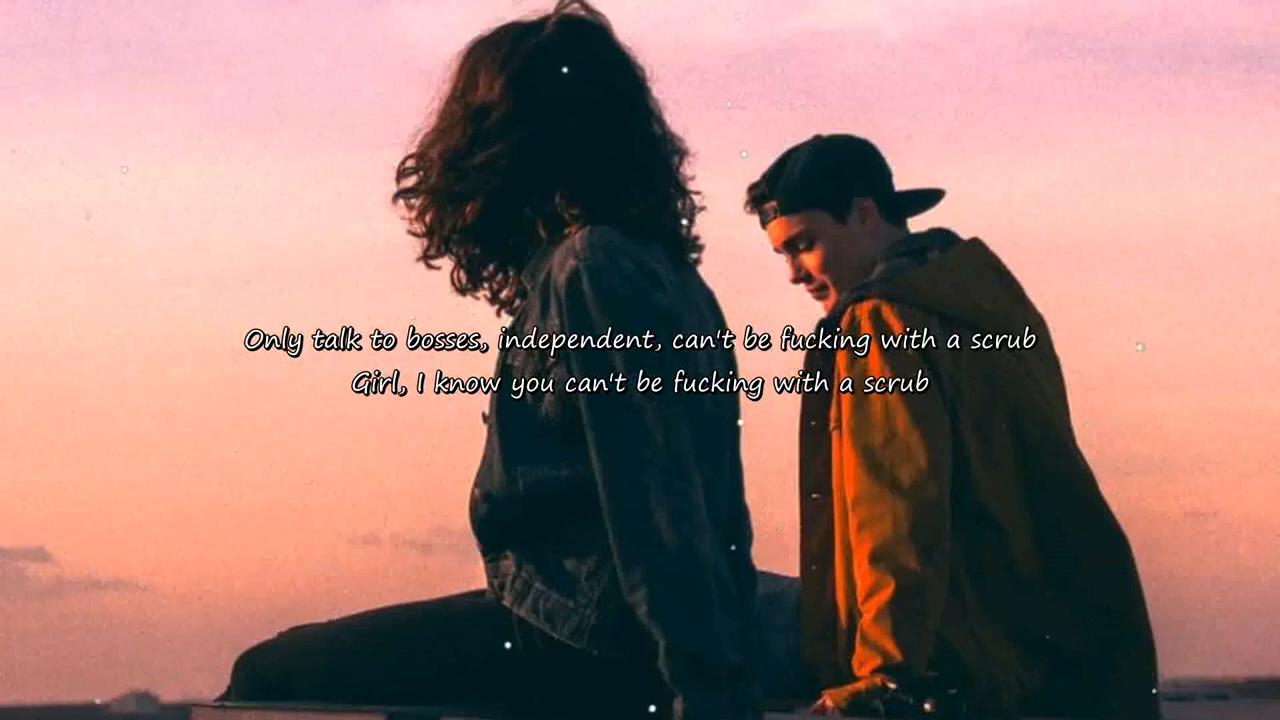 Only talk to bosses, independent, can't be fucking with a scrub
Girl, I know you can't be fucking with a scrub